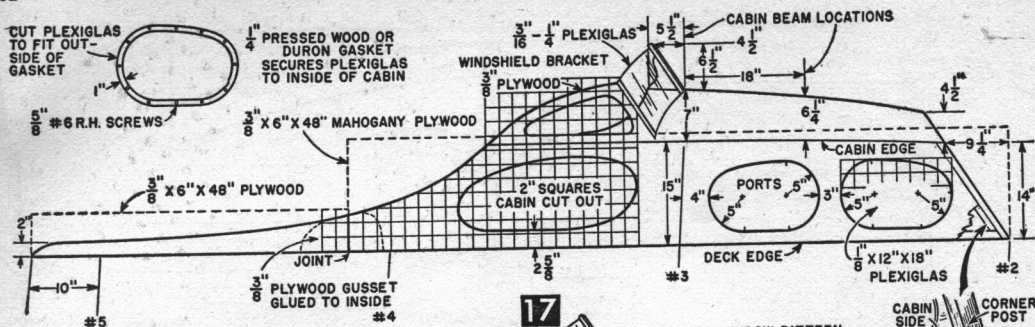 CUT PLEXIGLAS
TO FIT OUT-
SIDE OF
GASKET
1"
5/8" #6 R.H. SCREWS
1/4" PRESSED WOOD OR
DURON GASKET
SECURES PLEXIGLAS
TO INSIDE OF CABIN
3/16" - 1/4" PLEXIGLAS
WINDSHIELD BRACKET
3/8" PLYWOOD
5 1/2"
CABIN BEAM LOCATIONS
4 1/2"
6 1/2"
18"
4 1/2"
3/8" X 6" X 48" MAHOGANY PLYWOOD
7"
6 1/4"
CABIN EDGE
9 1/4"
3/8" X 6" X 48" PLYWOOD
2" SQUARES
CABIN CUT OUT
15"
4"
PORTS
5"
5"
3"
5"
5"
14"
2"
10"
JOINT
3/8" PLYWOOD GUSSET
GLUED TO INSIDE
2 5/8"
DECK EDGE
1/8" X 12" X 18"
PLEXIGLAS
#5
#4
#3
#2
17
CABIN
SIDE
CORNER
POST